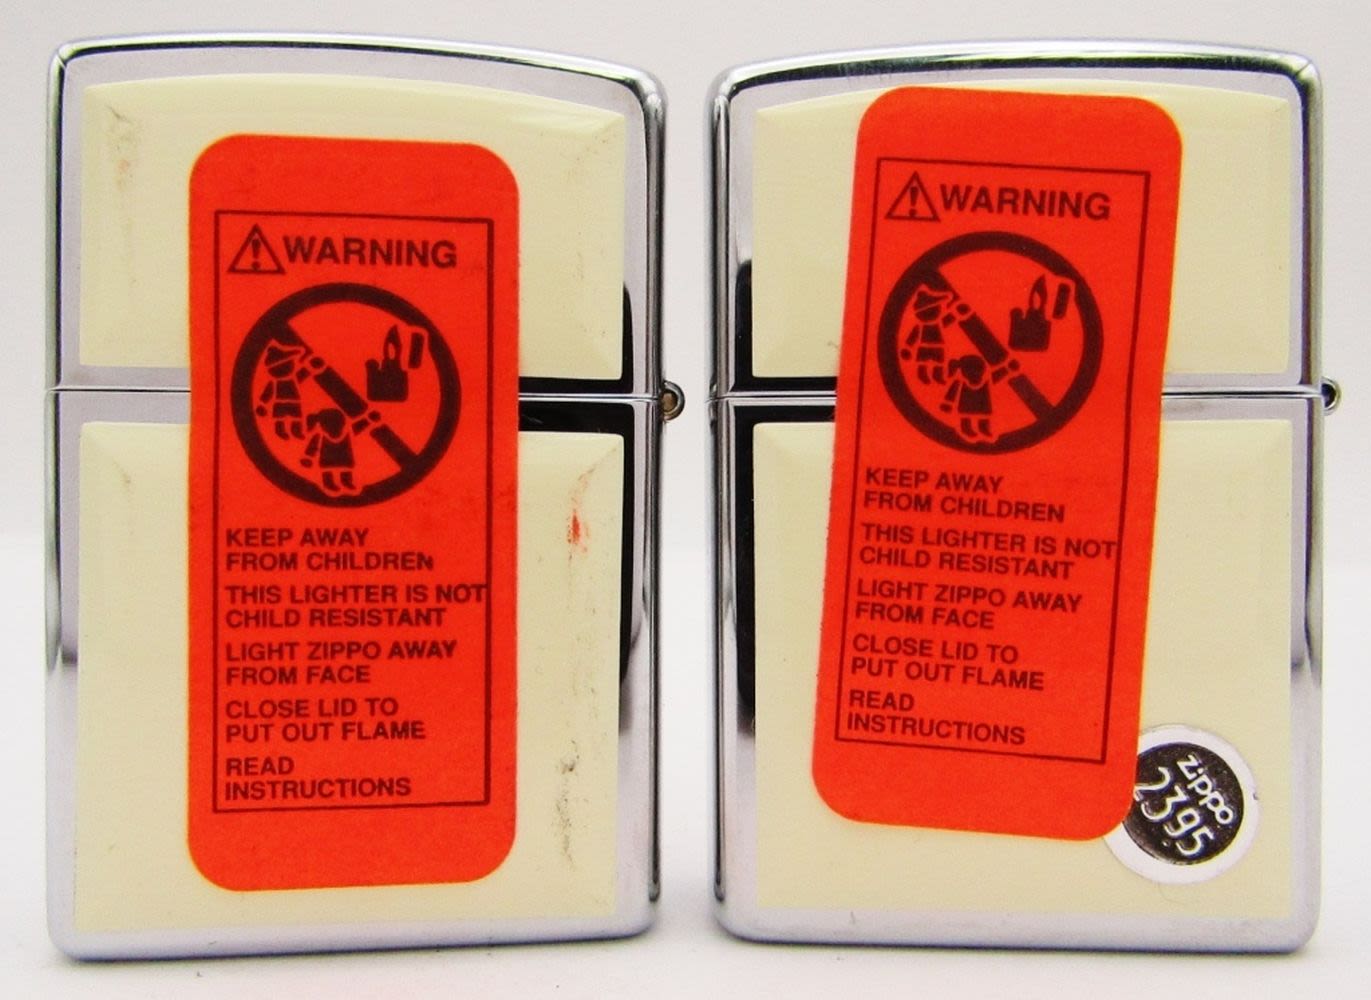 WARNING
KEEP AWAY
FROM CHILDREN
THIS LIGHTER IS NOT
CHILD RESISTANT
LIGHT ZIPPO AWAY
FROM FACE
CLOSE LID TO
PUT OUT FLAME
READ
INSTRUCTIONS
WARNING
KEEP AWAY
FROM CHILDREN
THIS LIGHTER IS NOT
CHILD RESISTANT
LIGHT ZIPPO AWAY
FROM FACE
CLOSE LID TO
PUT OUT FLAME
READ
INSTRUCTIONS
zippo
23.95